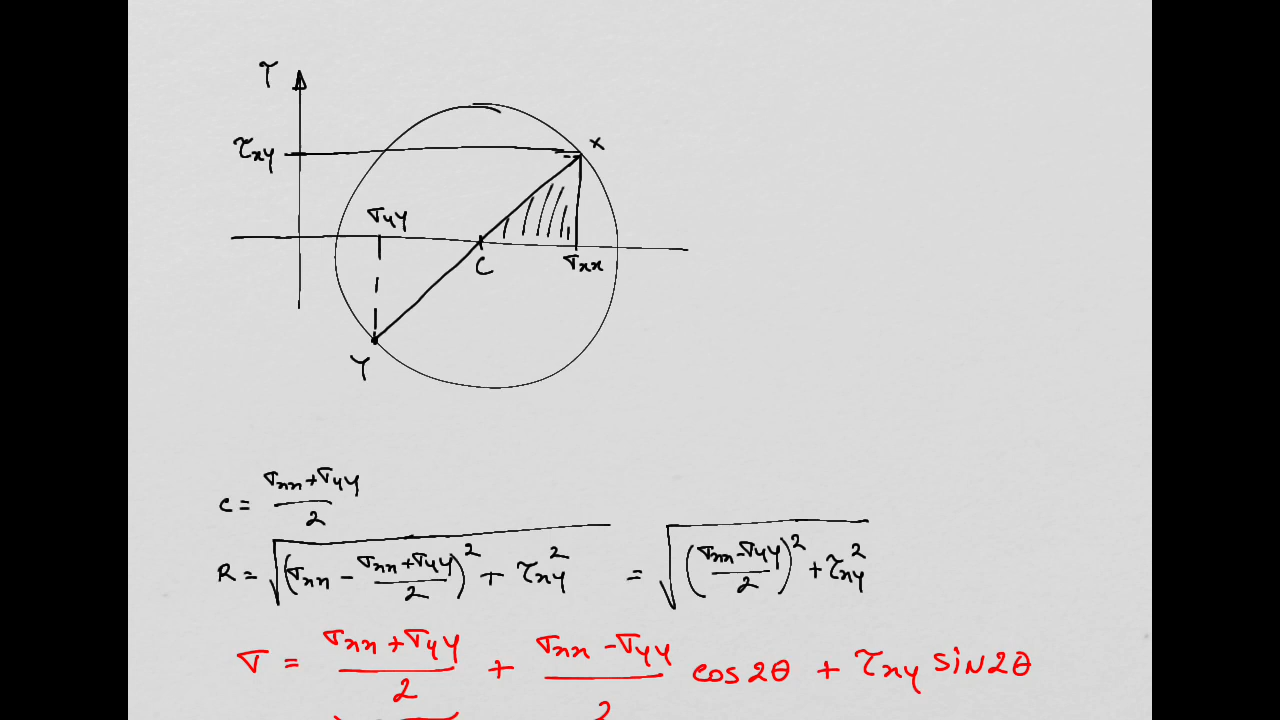 τ
τxy
x
σyy
C
σxx
Y
C = (σxx + σyy)/2
R = √((σxx − (σxx + σyy)/2)² + τxy²) = √(((σxx − σyy)/2)² + τxy²)
σ = (σxx + σyy)/2 + (σxx − σyy)/2 cos2θ + τxy sin2θ